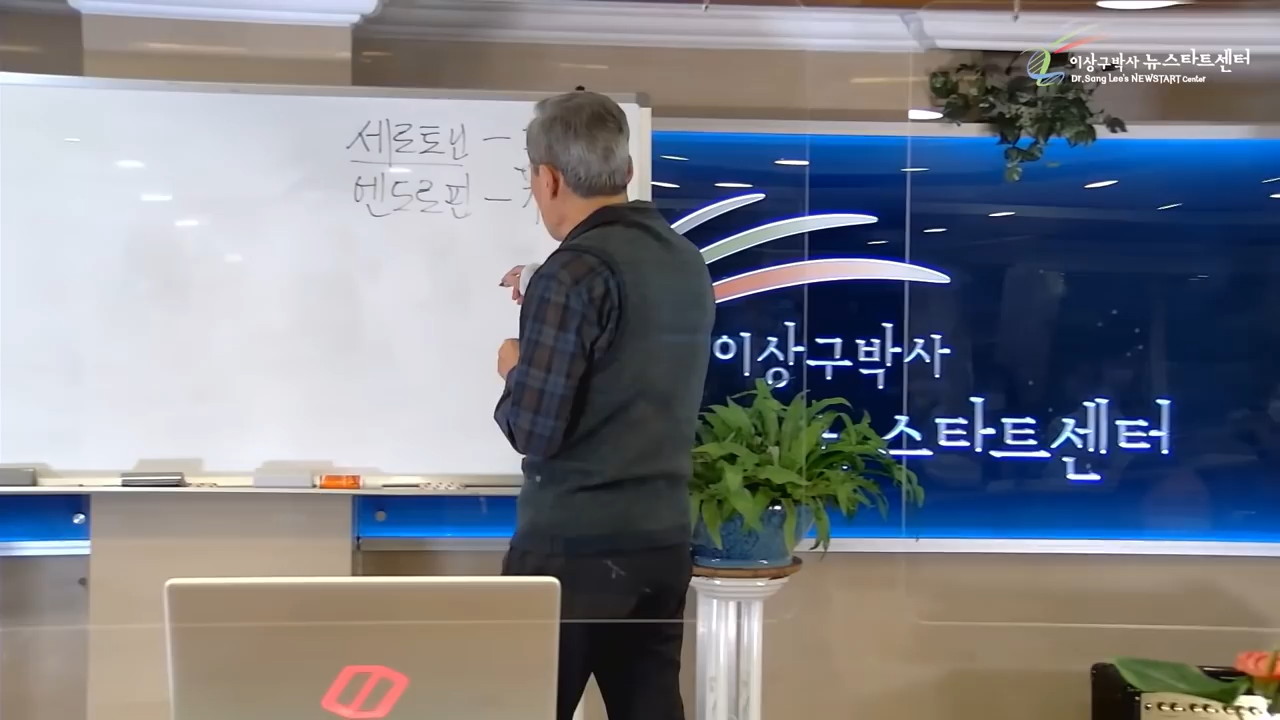 이상구박사 뉴스타트센터
Dr. Sang Lee's NEWSTART Center
세로토닌 -
엔도르핀 -
이상구박사
스타트센터